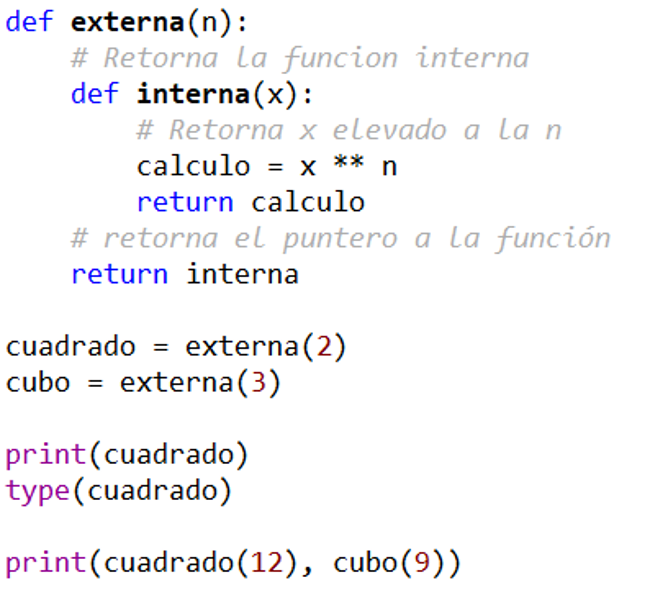 def externa(n):
    # Retorna la funcion interna
    def interna(x):
        # Retorna x elevado a la n
        calculo = x ** n
        return calculo
    # retorna el puntero a la función
    return interna

cuadrado = externa(2)
cubo = externa(3)

print(cuadrado)
type(cuadrado)

print(cuadrado(12), cubo(9))